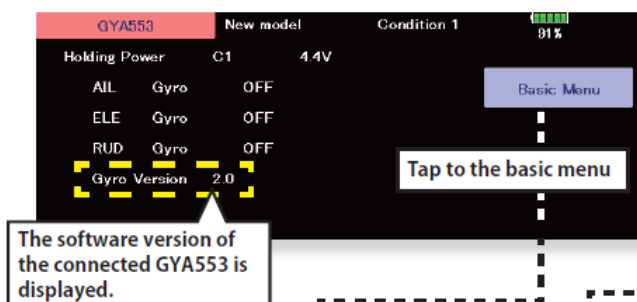 GYA553 New model Condition 1 91%
Holding Power C1 4.4V
AIL Gyro OFF
Basic Menu
ELE Gyro OFF
RUD Gyro OFF
Tap to the basic menu
Gyro Version 2.0
The software version of
the connected GYA553 is
displayed.